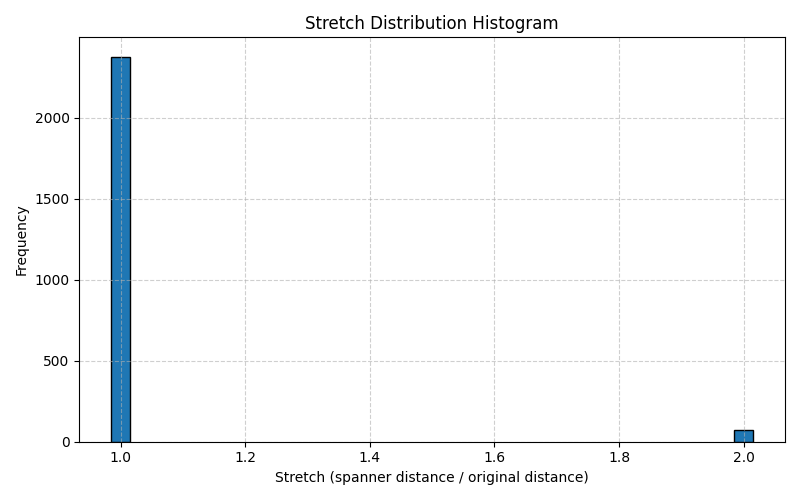 Stretch Distribution Histogram
Frequency
2000
1500
1000
500
0
1.0 1.2 1.4 1.6 1.8 2.0
Stretch (spanner distance / original distance)